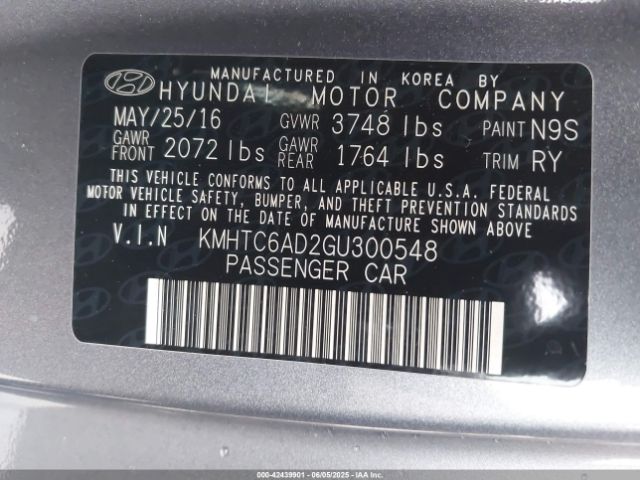 MANUFACTURED IN KOREA BY
HYUNDAI MOTOR COMPANY
MAY/25/16 GVWR 3748 lbs PAINT N9S
GAWR FRONT 2072 lbs GAWR REAR 1764 lbs TRIM RY
THIS VEHICLE CONFORMS TO ALL APPLICABLE U.S.A. FEDERAL
MOTOR VEHICLE SAFETY, BUMPER, AND THEFT PREVENTION STANDARDS
IN EFFECT ON THE DATE OF MANUFACTURE SHOWN ABOVE.
V.I.N KMHTC6AD2GU300548
PASSENGER CAR
000-42439901 - 06/05/2025 - IAAI.COM